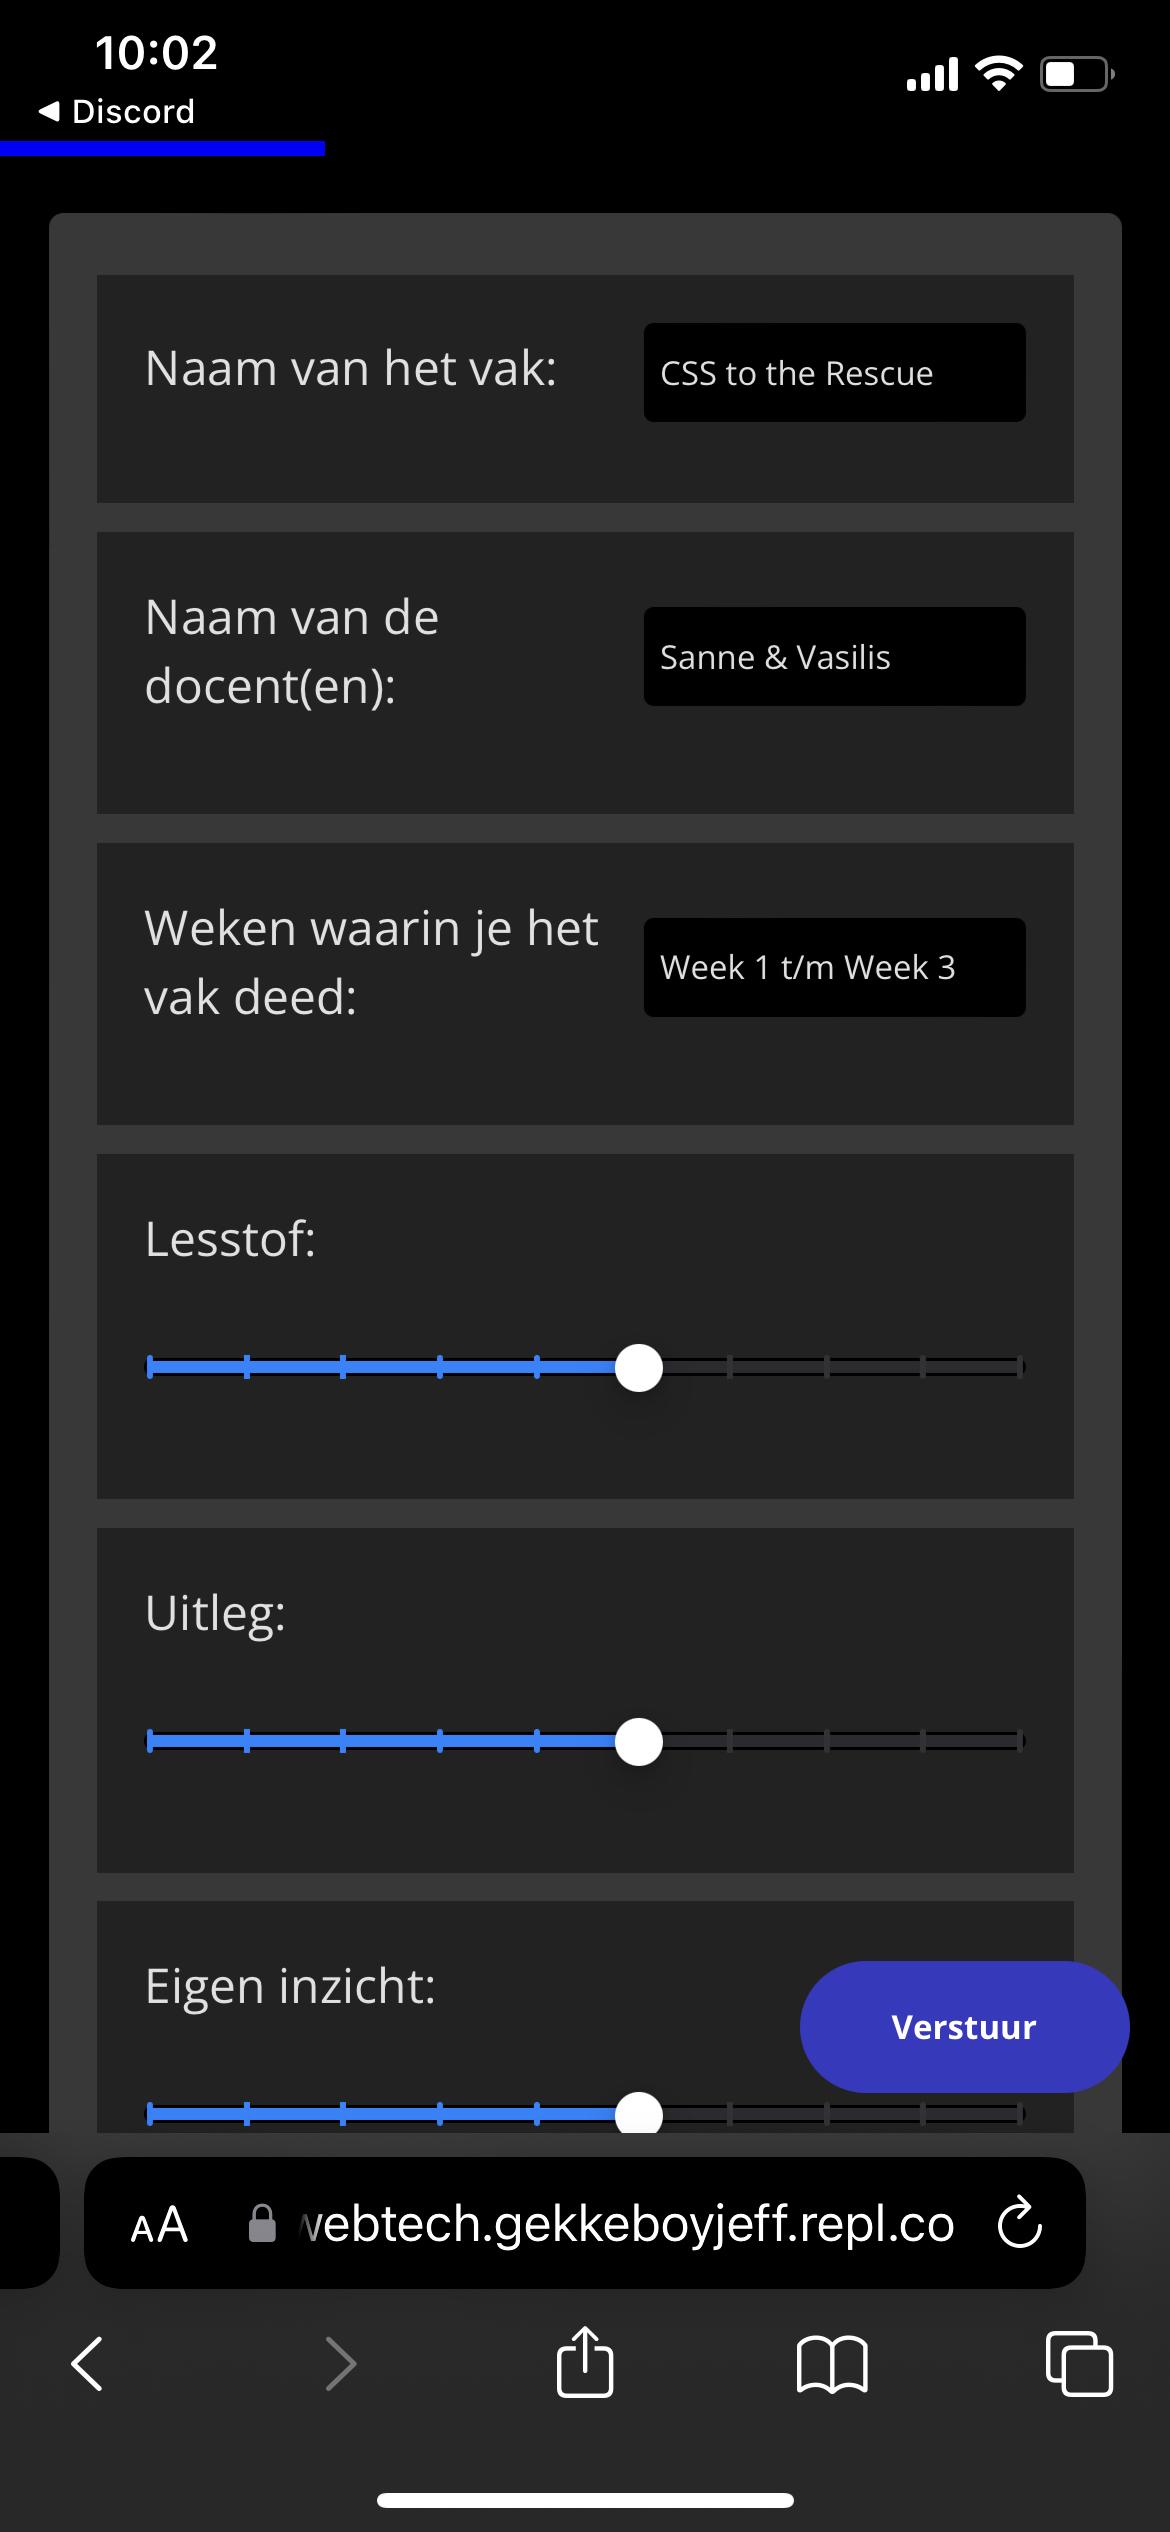 10:02
Discord
Naam van het vak:
CSS to the Rescue
Naam van de
docent(en):
Sanne & Vasilis
Weken waarin je het
vak deed:
Week 1 t/m Week 3
Lesstof:
Uitleg:
Eigen inzicht:
Verstuur
AA
webtech.gekkeboyjeff.repl.co